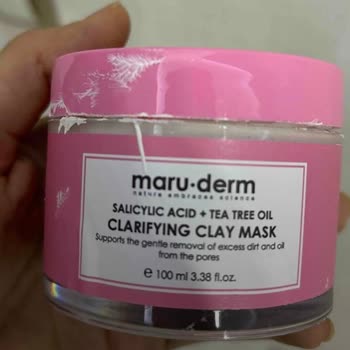 maru·derm
nature embraces science
SALICYLIC ACID + TEA TREE OIL
CLARIFYING CLAY MASK
Supports the gentle removal of excess dirt and oil
from the pores
e 100 ml 3.38 fl.oz.